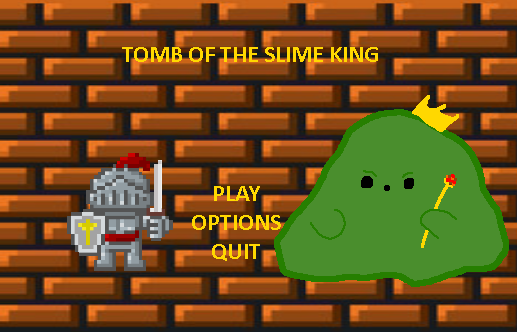 TOMB OF THE SLIME KING
PLAY
OPTIONS
QUIT